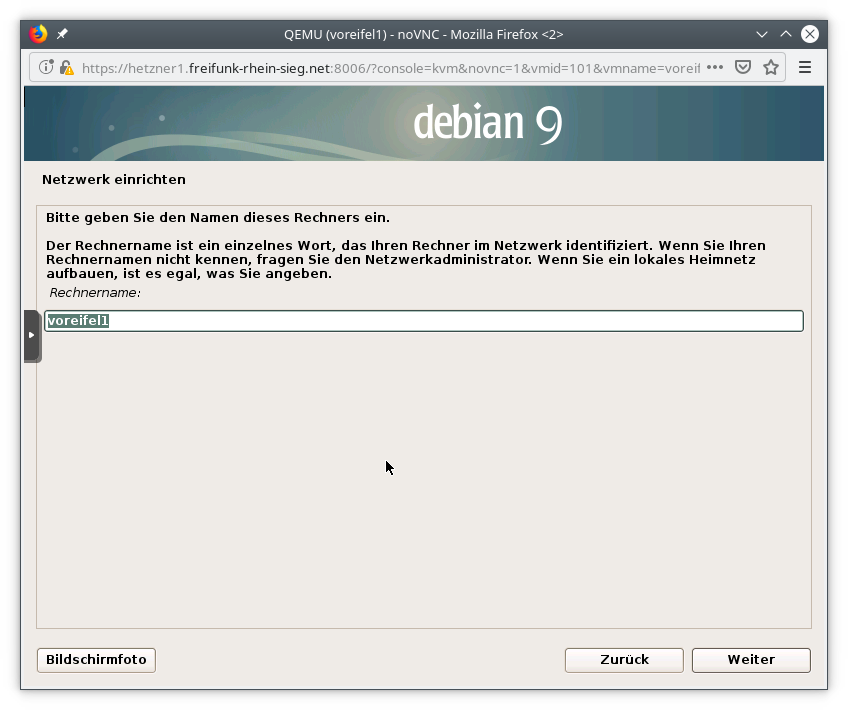 QEMU (voreifel1) - noVNC - Mozilla Firefox <2>
https://hetzner1.freifunk-rhein-sieg.net:8006/?console=kvm&novnc=1&vmid=101&vmname=voreif
debian 9
Netzwerk einrichten
Bitte geben Sie den Namen dieses Rechners ein.
Der Rechnername ist ein einzelnes Wort, das Ihren Rechner im Netzwerk identifiziert. Wenn Sie Ihren
Rechnernamen nicht kennen, fragen Sie den Netzwerkadministrator. Wenn Sie ein lokales Heimnetz
aufbauen, ist es egal, was Sie angeben.
Rechnername:
voreifel1
Bildschirmfoto
Zurück
Weiter